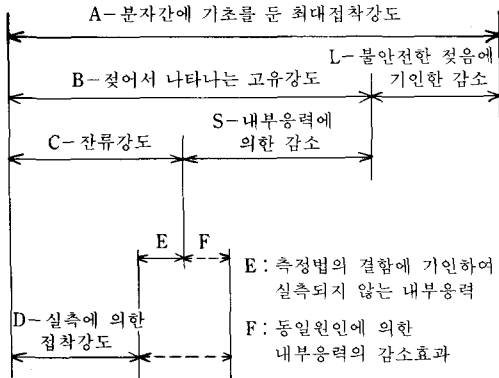 A－분자간에 기초를 둔 최대접착강도
L－불안전한 젖음에
기인한 감소
B－젖어서 나타나는 고유강도
S－내부응력에
의한 감소
C－잔류강도
E
F
E : 측정법의 결함에 기인하여
실측되지 않는 내부응력
D－실측에 의한
접착강도
F : 동일원인에 의한
내부응력의 감소효과